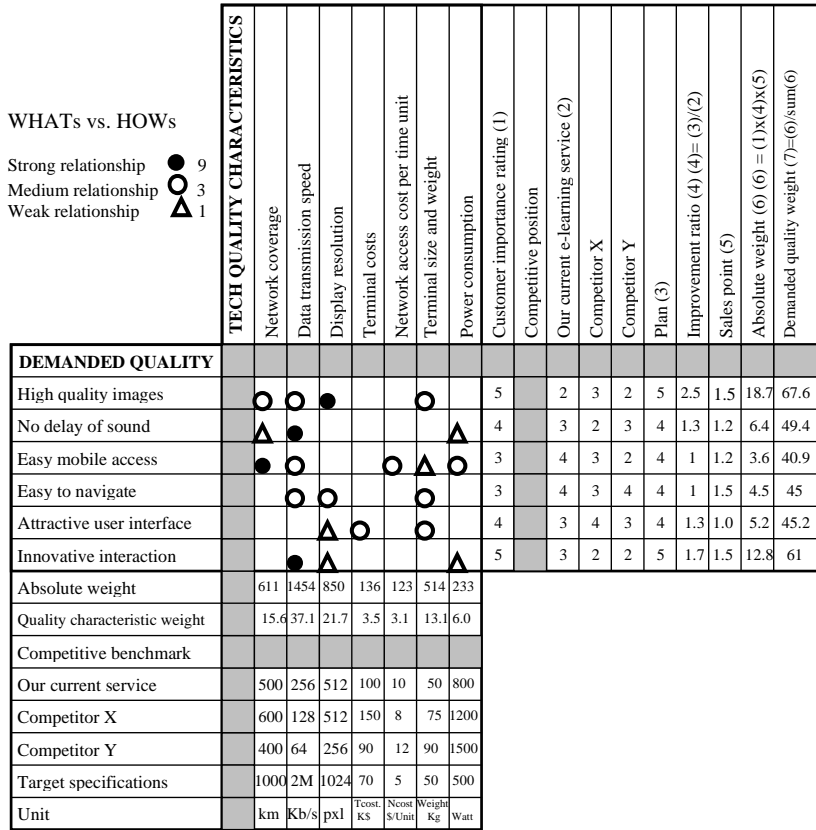 TECH QUALITY CHARACTERISTICS
Network coverage
Data transmission speed
Display resolution
Terminal costs
Network access cost per time unit
Terminal size and weight
Power consumption
Customer importance rating (1)
Competitive position
Our current e-learning service (2)
Competitor X
Competitor Y
Plan (3)
Improvement ratio (4) (4)= (3)/(2)
Sales point (5)
Absolute weight (6) (6) = (1)x(4)x(5)
Demanded quality weight (7)=(6)/sum(6)
WHATs vs. HOWs
Strong relationship 9
Medium relationship 3
Weak relationship 1
DEMANDED QUALITY
High quality images 5 2 3 2 5 2.5 1.5 18.7 67.6
No delay of sound 4 3 2 3 4 1.3 1.2 6.4 49.4
Easy mobile access 3 4 3 2 4 1 1.2 3.6 40.9
Easy to navigate 3 4 3 4 4 1 1.5 4.5 45
Attractive user interface 4 3 4 3 4 1.3 1.0 5.2 45.2
Innovative interaction 5 3 2 2 5 1.7 1.5 12.8 61
Absolute weight 611 1454 850 136 123 514 233
Quality characteristic weight 15.6 37.1 21.7 3.5 3.1 13.1 6.0
Competitive benchmark
Our current service 500 256 512 100 10 50 800
Competitor X 600 128 512 150 8 75 1200
Competitor Y 400 64 256 90 12 90 1500
Target specifications 1000 2M 1024 70 5 50 500
Unit km Kb/s pxl Tcost. K$ Ncost $/Unit Weight Kg Watt